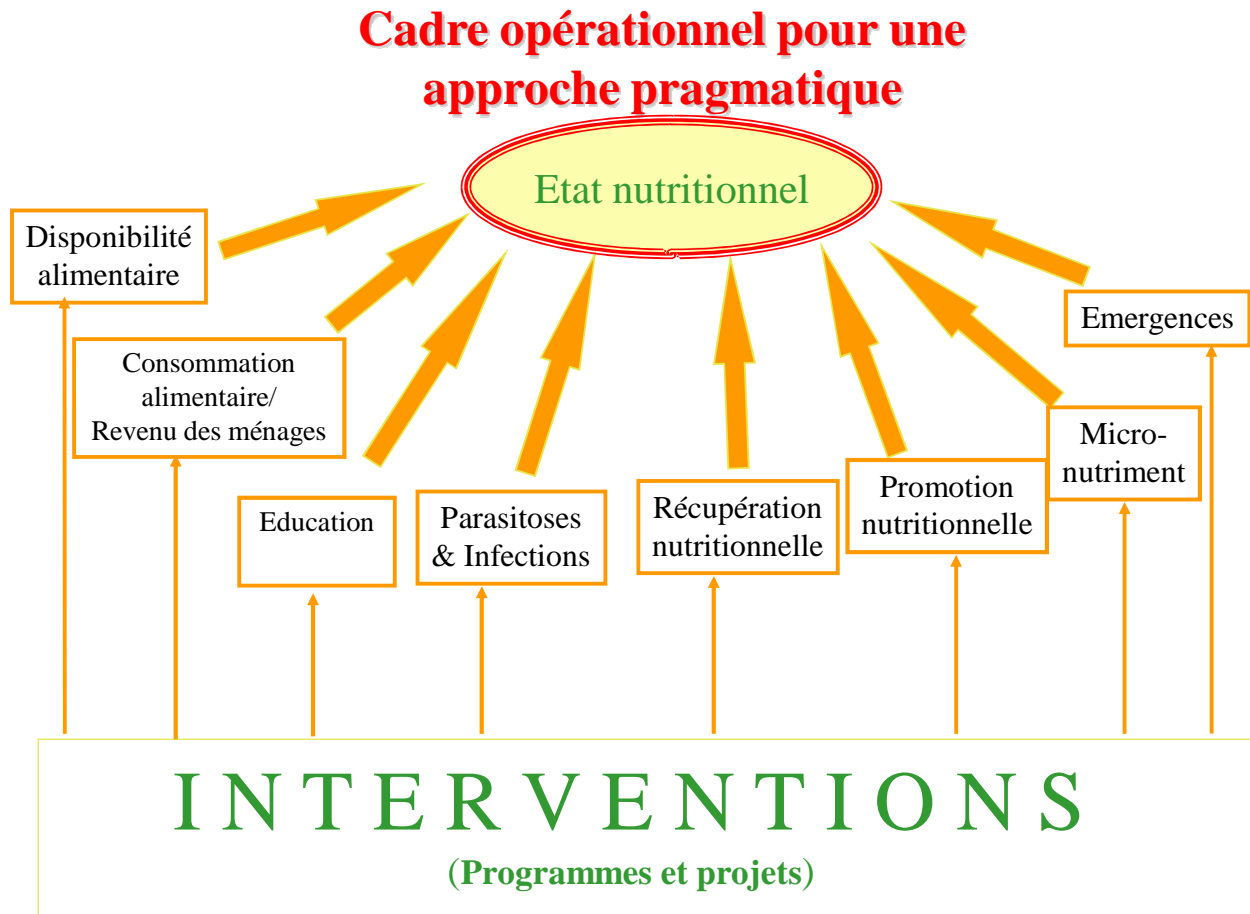 Cadre opérationnel pour une
approche pragmatique
Etat nutritionnel
Disponibilité
alimentaire
Consommation
alimentaire/
Revenu des ménages
Education
Parasitoses
& Infections
Récupération
nutritionnelle
Promotion
nutritionnelle
Micro-
nutriment
Emergences
INTERVENTIONS
(Programmes et projets)